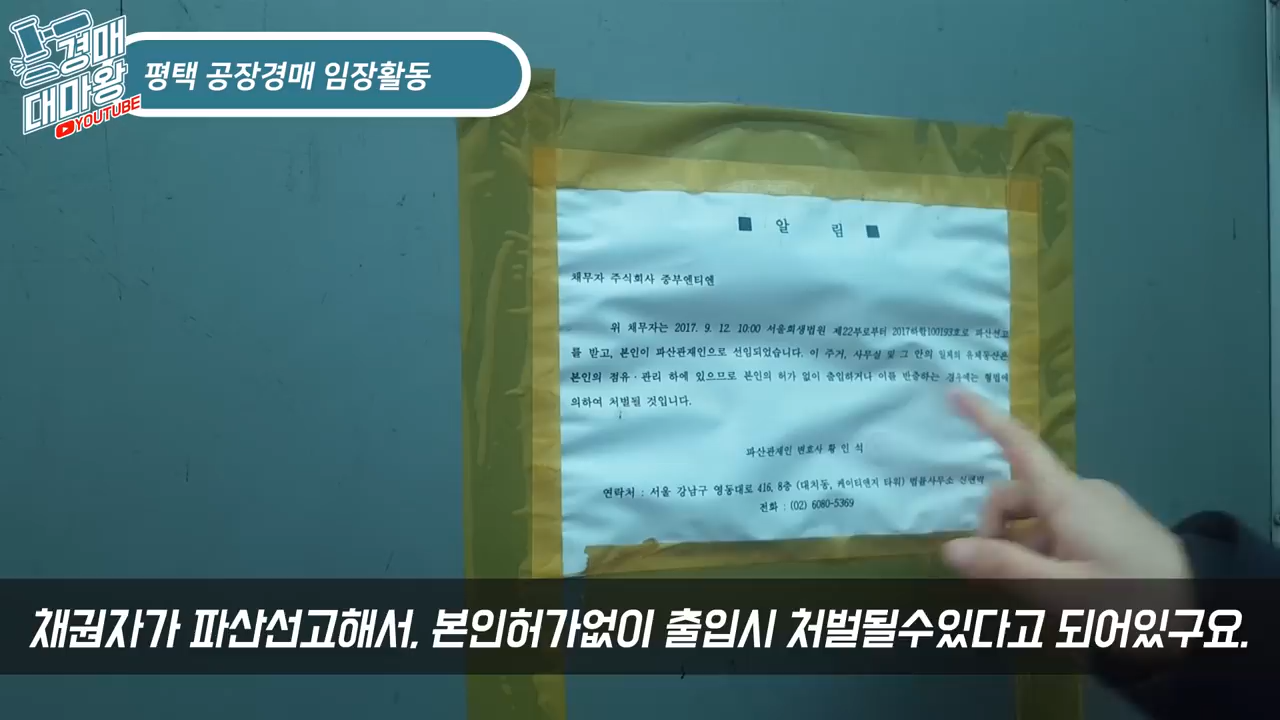 경매
대마왕
YOUTUBE
평택 공장경매 임장활동
■ 알 림 ■
채무자 주식회사 중부엔티엔
위 채무자는 2017. 9. 12. 10:00 서울회생법원 제22부로부터 2017하합100193호로 파산선고
를 받고, 본인이 파산관재인으로 선임되었습니다. 이 주거, 사무실 및 그 안의 일체의 유체동산은
본인의 점유·관리 하에 있으므로 본인의 허가 없이 출입하거나 이를 반출하는 경우에는 형법에
의하여 처벌될 것입니다.
파산관재인 변호사 황 인 석
연락처 : 서울 강남구 영동대로 416, 8층 (대치동, 케이티앤지 타워) 법률사무소
전화 : (02) 6080-5369
채권자가 파산선고해서, 본인허가없이 출입시 처벌될수있다고 되어있구요.